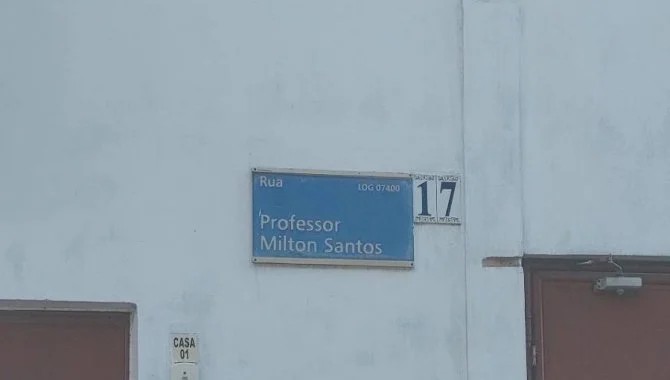 Rua LOG 07400
Professor
Milton Santos
17
CASA
01